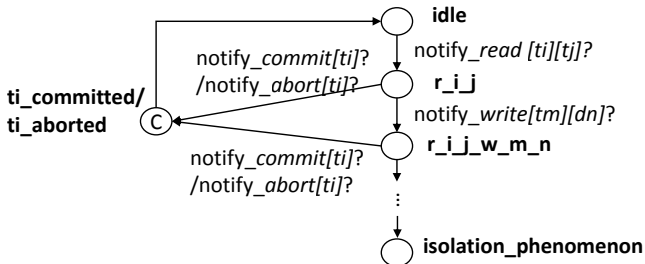 idle
notify_read [ti][tj]?
notify_commit[ti]?
/notify_abort[ti]?
r_i_j
ti_committed/
ti_aborted
C
notify_write[tm][dn]?
r_i_j_w_m_n
notify_commit[ti]?
/notify_abort[ti]?
...
isolation_phenomenon